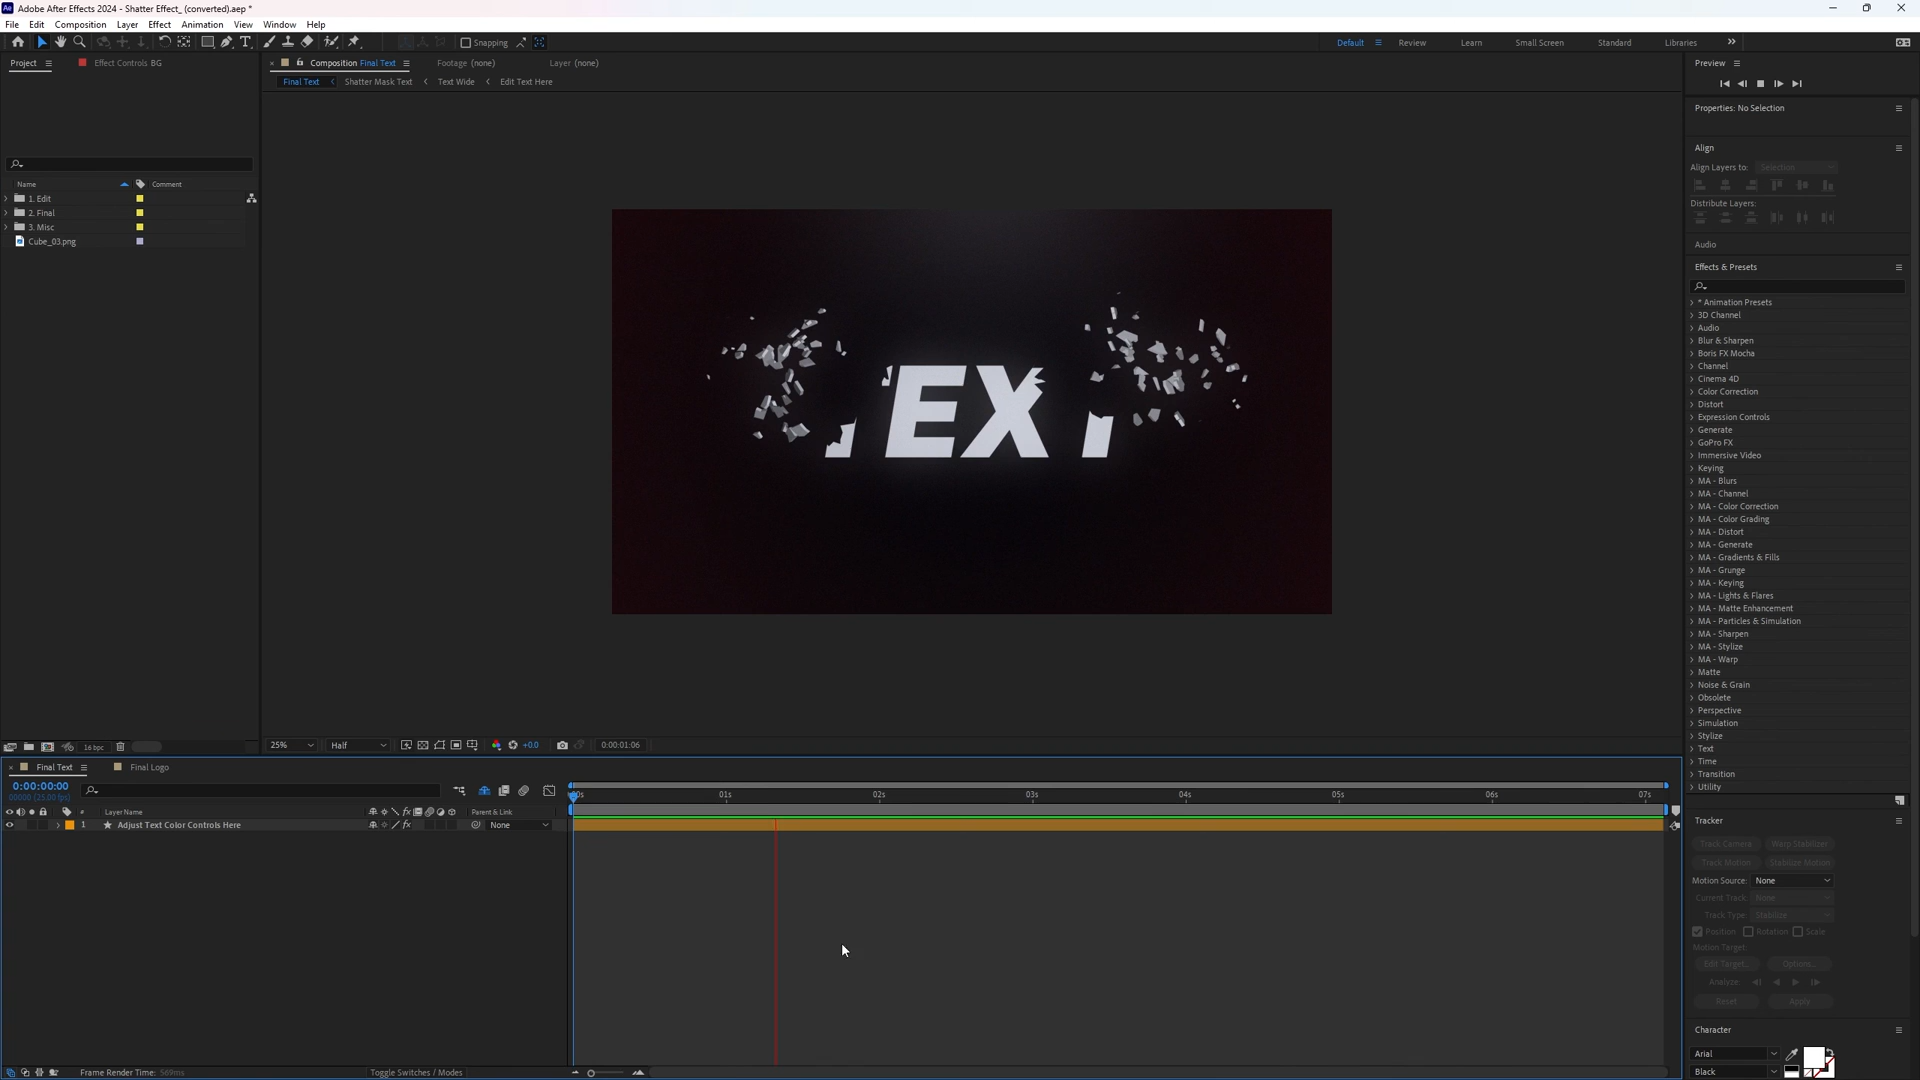 Adobe After Effects 2024 - Shatter Effect_ (converted).aep *
File Edit Composition Layer Effect Animation View Window Help
Snapping
Default Review Learn Small Screen Standard Libraries
Project
Effect Controls BG
Composition Final Text
Footage (none)
Layer (none)
Final Text Shatter Mask Text Text Wide Edit Text Here
Name Comment
1. Edit
2. Final
3. Misc
Cube_03.png
16 bpc
EX
25% Half +0.0 0:00:01:06
Preview
Properties: No Selection
Align
Align Layers to: Selection
Distribute Layers:
Audio
Effects & Presets
* Animation Presets
3D Channel
Audio
Blur & Sharpen
Boris FX Mocha
Channel
Cinema 4D
Color Correction
Distort
Expression Controls
Generate
GoPro FX
Immersive Video
Keying
MA - Blurs
MA - Channel
MA - Color Correction
MA - Color Grading
MA - Distort
MA - Generate
MA - Gradients & Fills
MA - Grunge
MA - Keying
MA - Lights & Flares
MA - Matte Enhancement
MA - Particles & Simulation
MA - Sharpen
MA - Stylize
MA - Warp
Matte
Noise & Grain
Obsolete
Perspective
Simulation
Stylize
Text
Time
Transition
Utility
Tracker
Track Camera Warp Stabilizer
Track Motion Stabilize Motion
Motion Source: None
Current Track: None
Track Type: Stabilize
Position Rotation Scale
Motion Target:
Edit Target... Options...
Analyze:
Reset Apply
Character
Arial
Black
Final Text
Final Logo
0:00:00:00
00000 (25.00 fps)
01s 02s 03s 04s 05s 06s 07s
# Layer Name Parent & Link
1 Adjust Text Color Controls Here None
Frame Render Time: 569ms
Toggle Switches / Modes